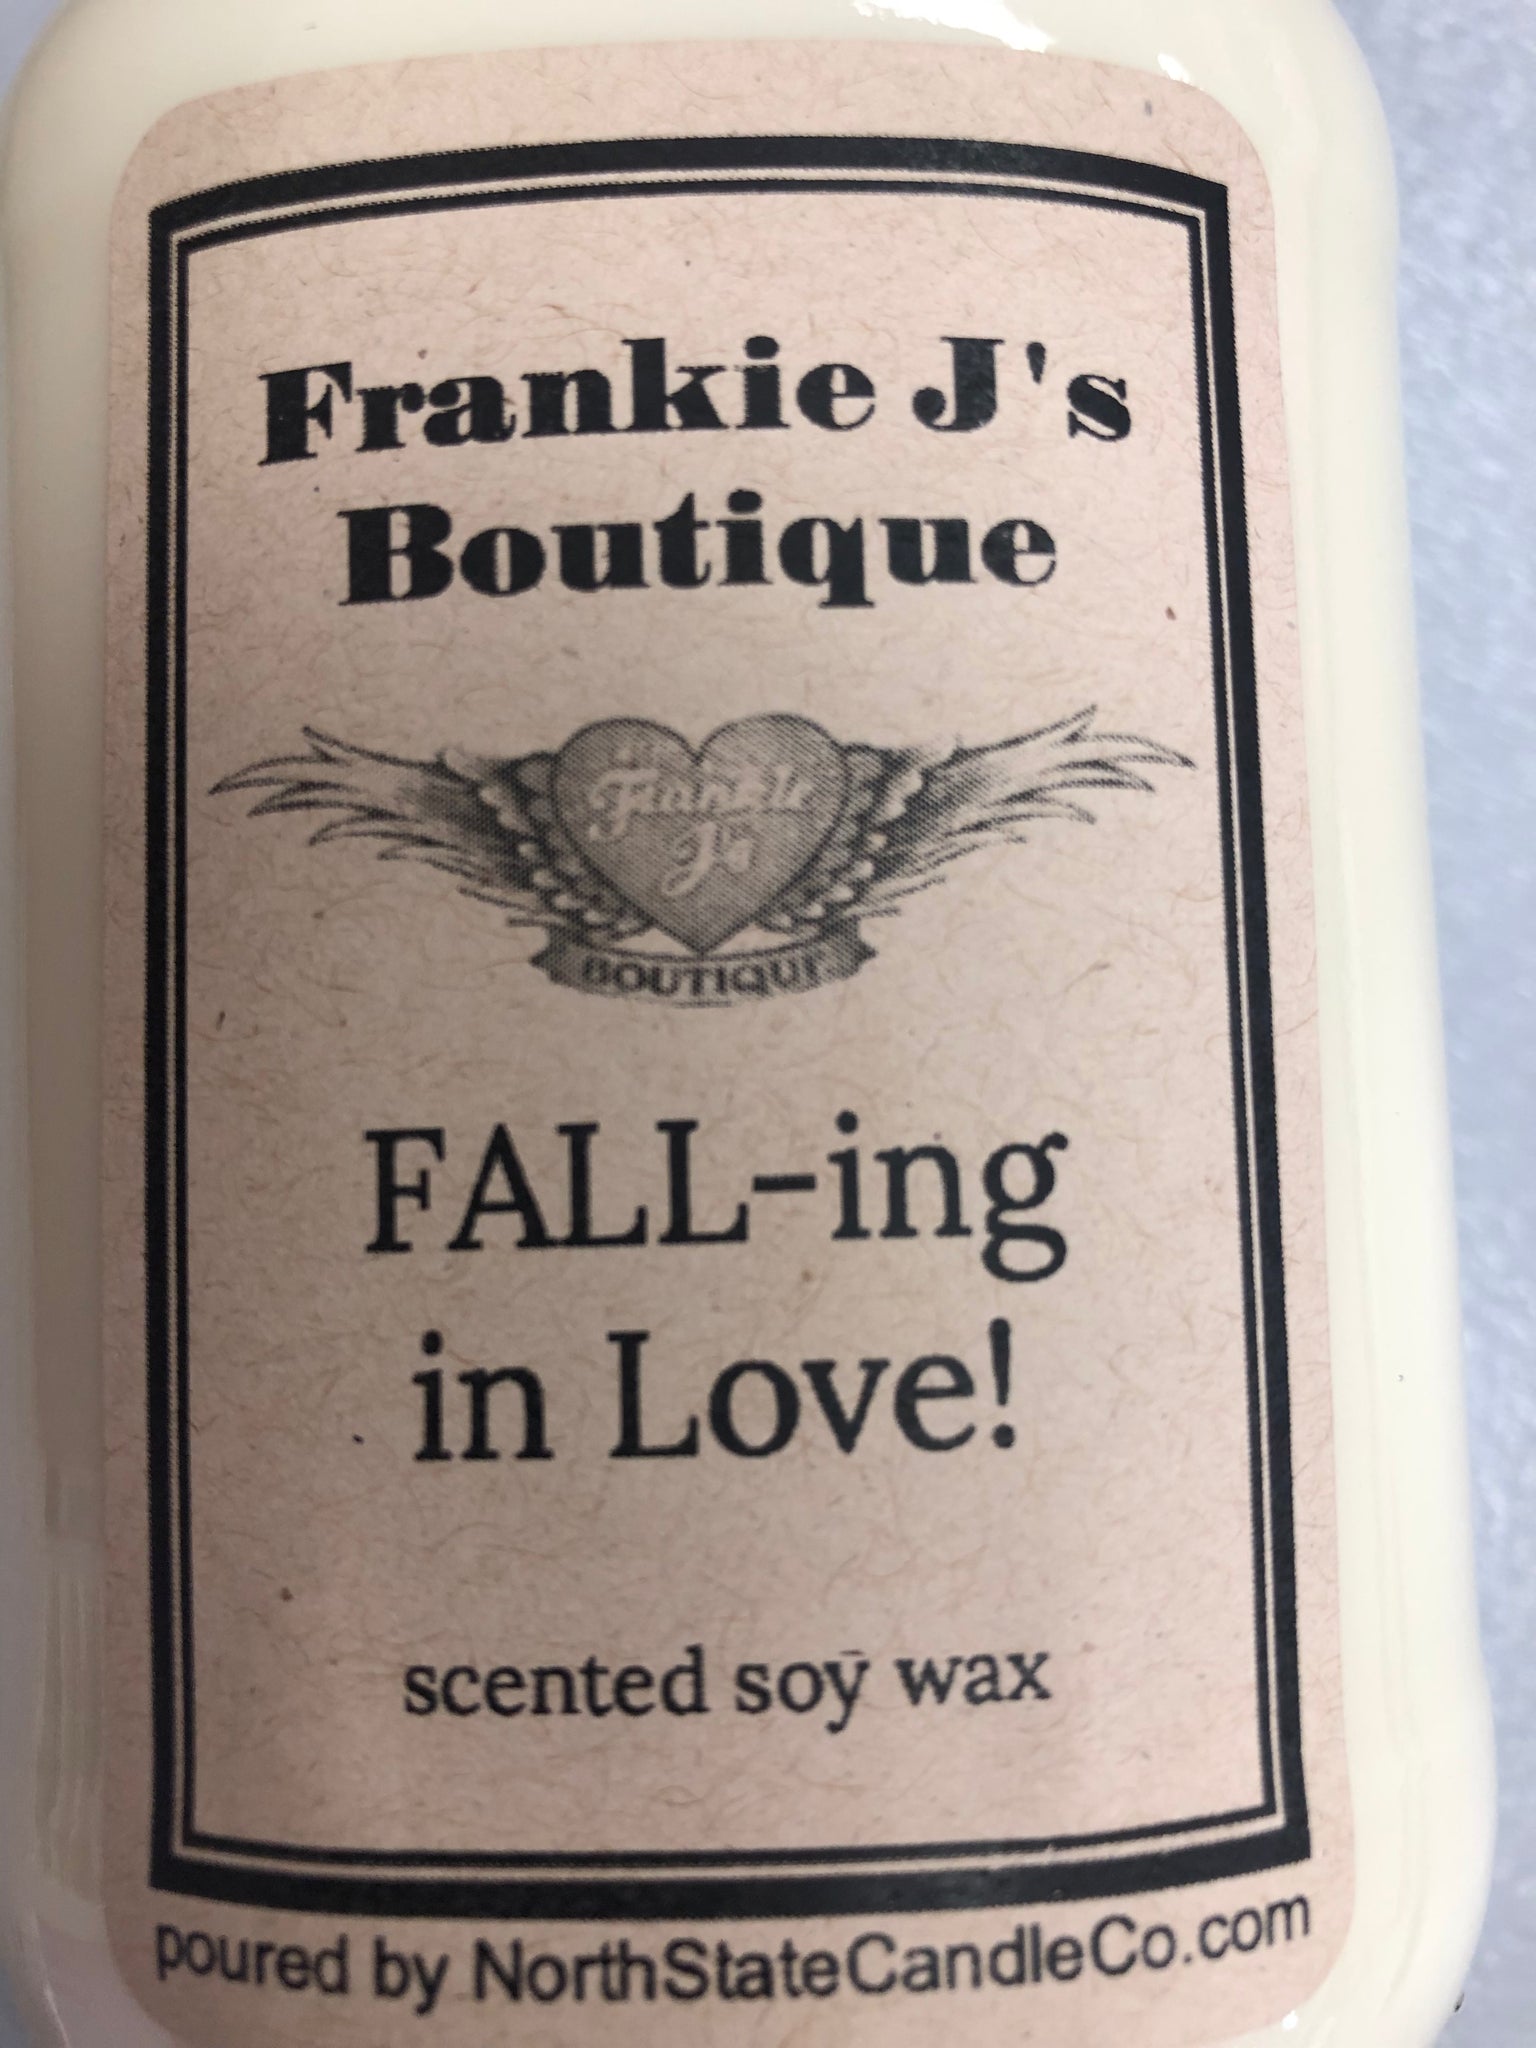 Frankie J's
Boutique
Frankie
J's
BOUTIQUE
FALL-ing
in Love!
scented soy wax
poured by NorthStateCandleCo.com